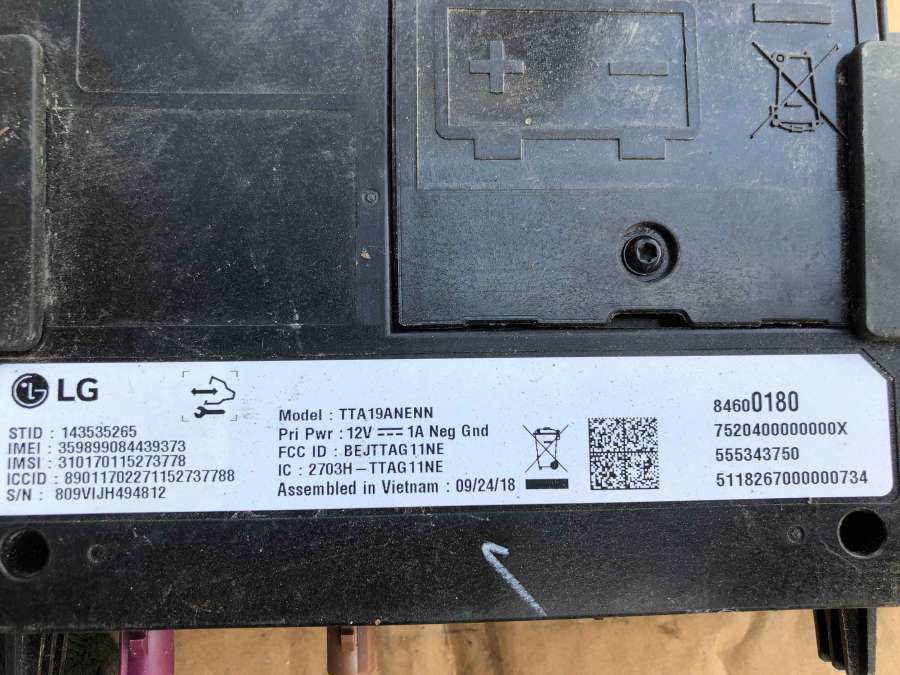 LG
STID : 143535265
IMEI : 359899084439373
IMSI : 310170115273778
ICCID : 89011702271152737788
S/N : 809VIJH494812
Model : TTA19ANENN
Pri Pwr : 12V ⎓ 1A Neg Gnd
FCC ID : BEJTTAG11NE
IC : 2703H-TTAG11NE
Assembled in Vietnam : 09/24/18
84600180
7520400000000X
555343750
5118267000000734